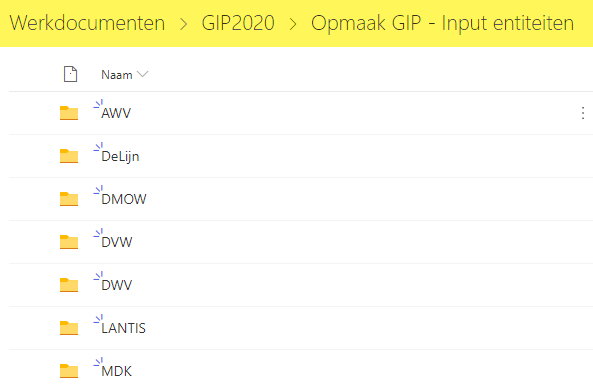 Werkdocumenten > GIP2020 > Opmaak GIP - Input entiteiten
Naam
AWV
DeLijn
DMOW
DVW
DWV
LANTIS
MDK